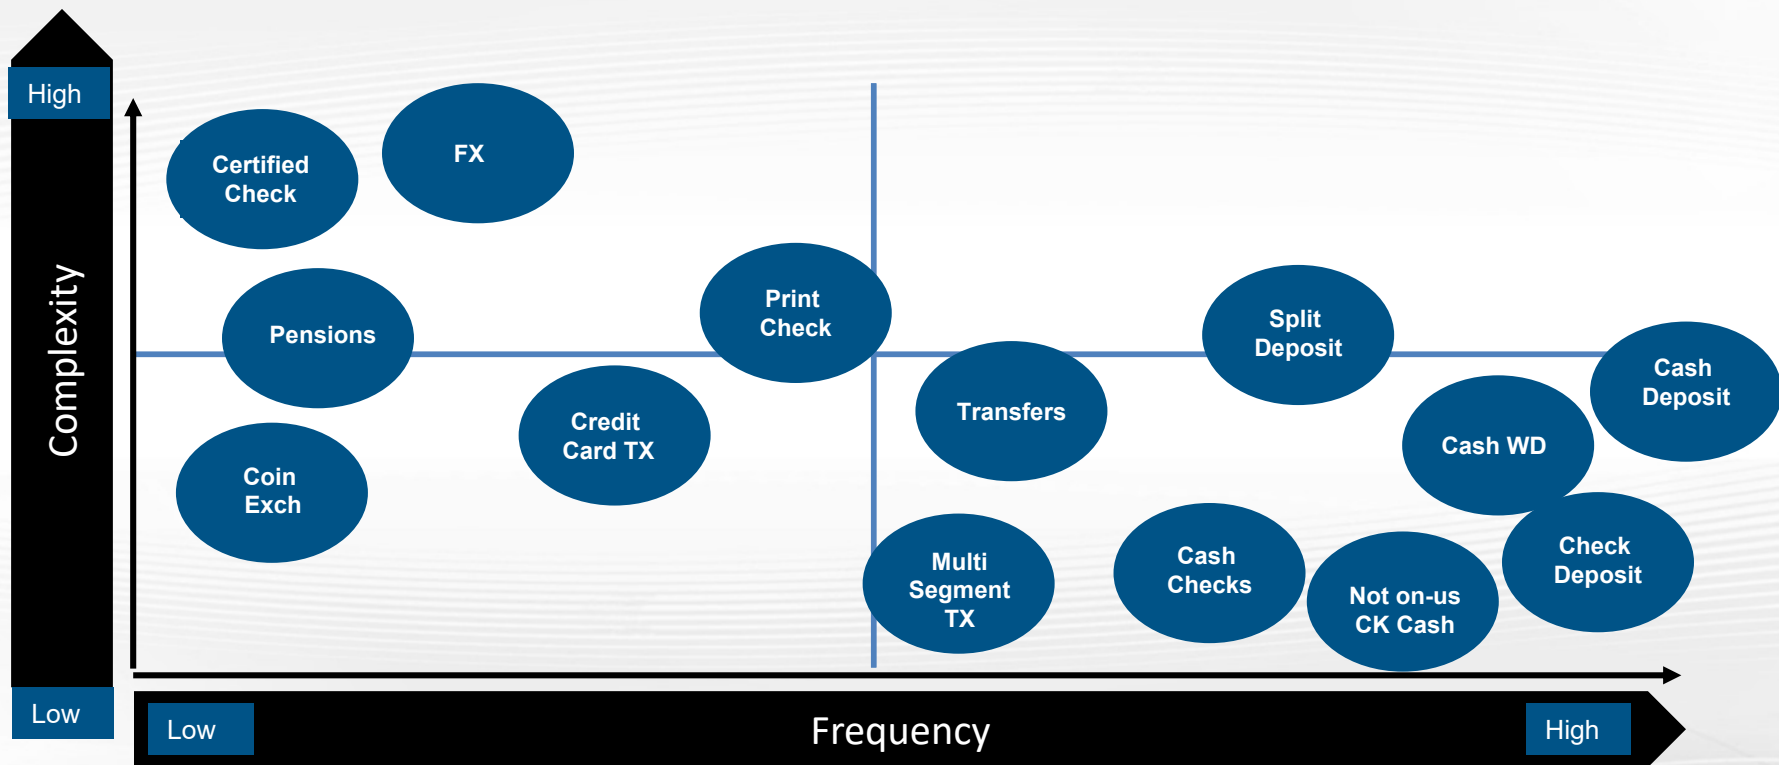 High
Complexity
Low
Certified
Check
FX
Pensions
Print
Check
Split
Deposit
Cash
Deposit
Transfers
Credit
Card TX
Cash WD
Coin
Exch
Multi
Segment
TX
Cash
Checks
Not on-us
CK Cash
Check
Deposit
Low
Frequency
High